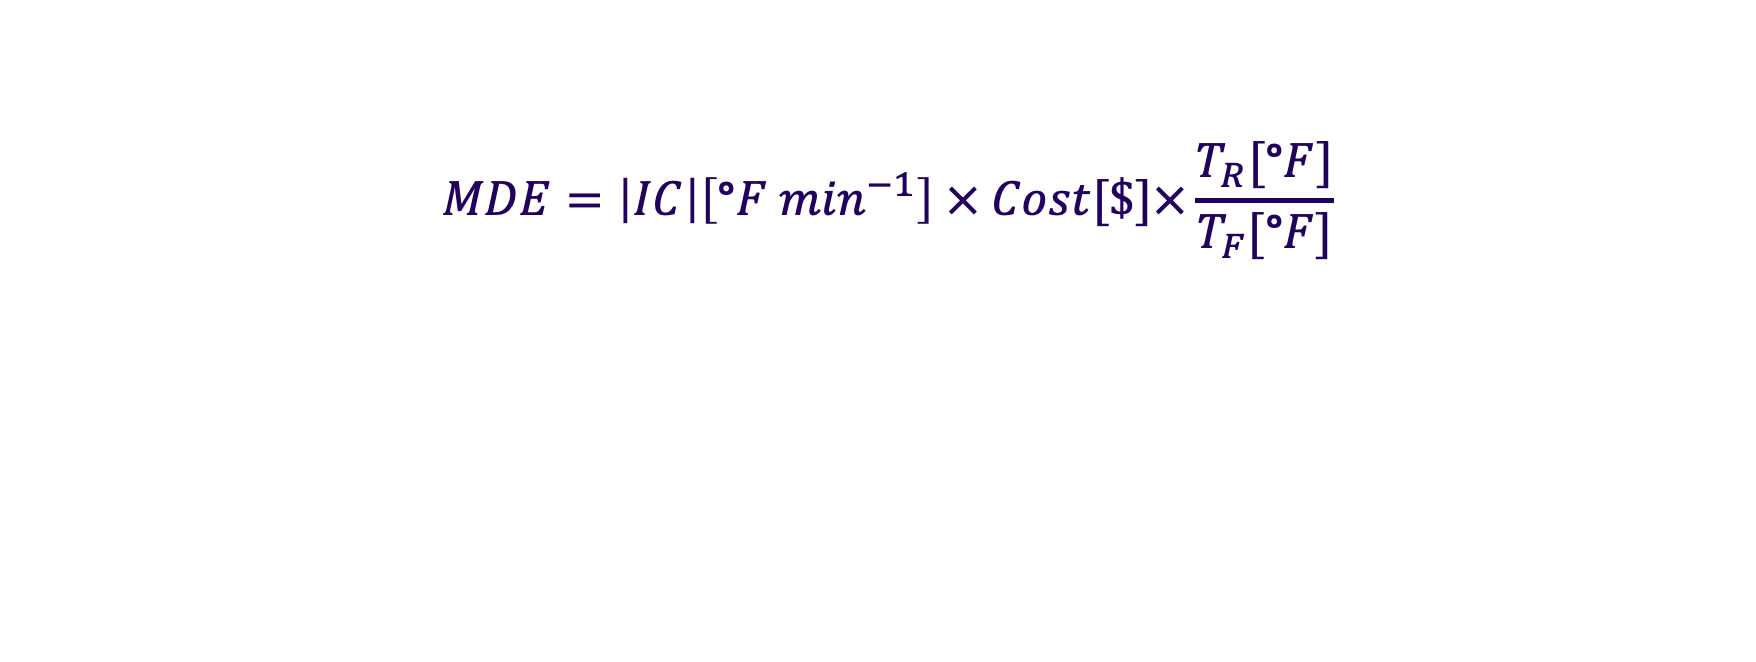 MDE = |IC|[°F min⁻¹] × Cost[$]× T_R[°F] / T_F[°F]